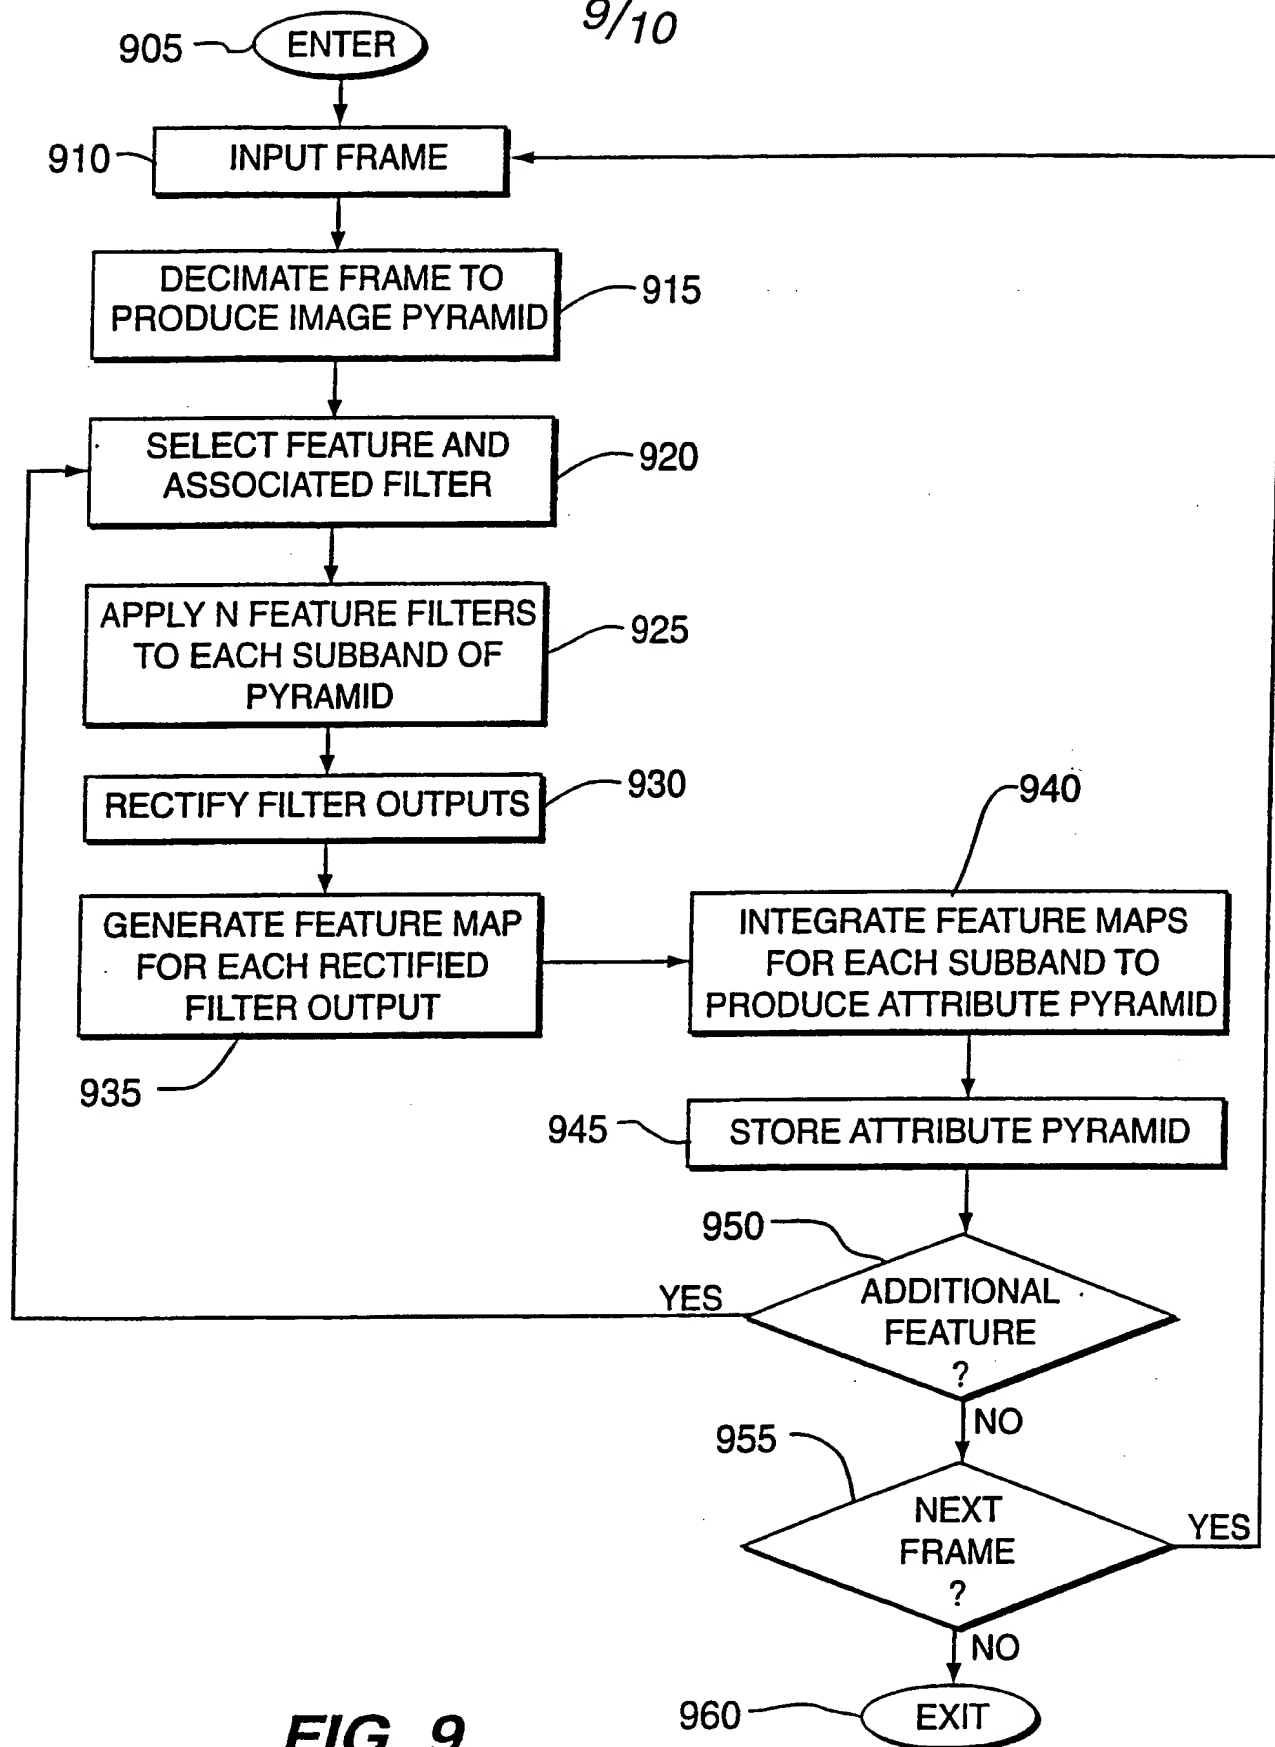 9/10
905
ENTER
910
INPUT FRAME
DECIMATE FRAME TO
PRODUCE IMAGE PYRAMID
915
SELECT FEATURE AND
ASSOCIATED FILTER
920
APPLY N FEATURE FILTERS
TO EACH SUBBAND OF
PYRAMID
925
RECTIFY FILTER OUTPUTS
930
GENERATE FEATURE MAP
FOR EACH RECTIFIED
FILTER OUTPUT
935
940
INTEGRATE FEATURE MAPS
FOR EACH SUBBAND TO
PRODUCE ATTRIBUTE PYRAMID
945
STORE ATTRIBUTE PYRAMID
950
ADDITIONAL
FEATURE
?
YES
NO
955
NEXT
FRAME
?
YES
NO
960
EXIT
FIG. 9